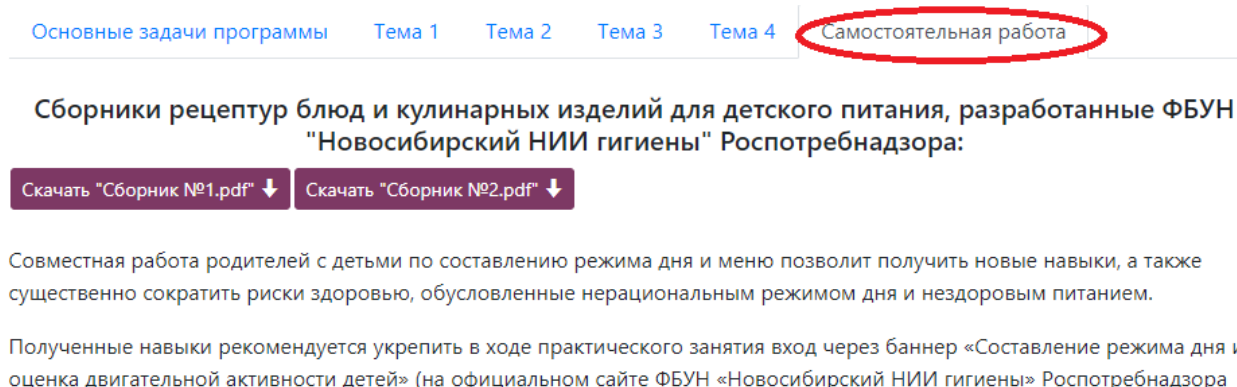 Основные задачи программы Тема 1 Тема 2 Тема 3 Тема 4 Самостоятельная работа
Сборники рецептур блюд и кулинарных изделий для детского питания, разработанные ФБУН
"Новосибирский НИИ гигиены" Роспотребнадзора:
Скачать "Сборник №1.pdf" Скачать "Сборник №2.pdf"
Совместная работа родителей с детьми по составлению режима дня и меню позволит получить новые навыки, а также
существенно сократить риски здоровью, обусловленные нерациональным режимом дня и нездоровым питанием.
Полученные навыки рекомендуется укрепить в ходе практического занятия вход через баннер «Составление режима дня и
оценка двигательной активности детей» (на официальном сайте ФБУН «Новосибирский НИИ гигиены» Роспотребнадзора